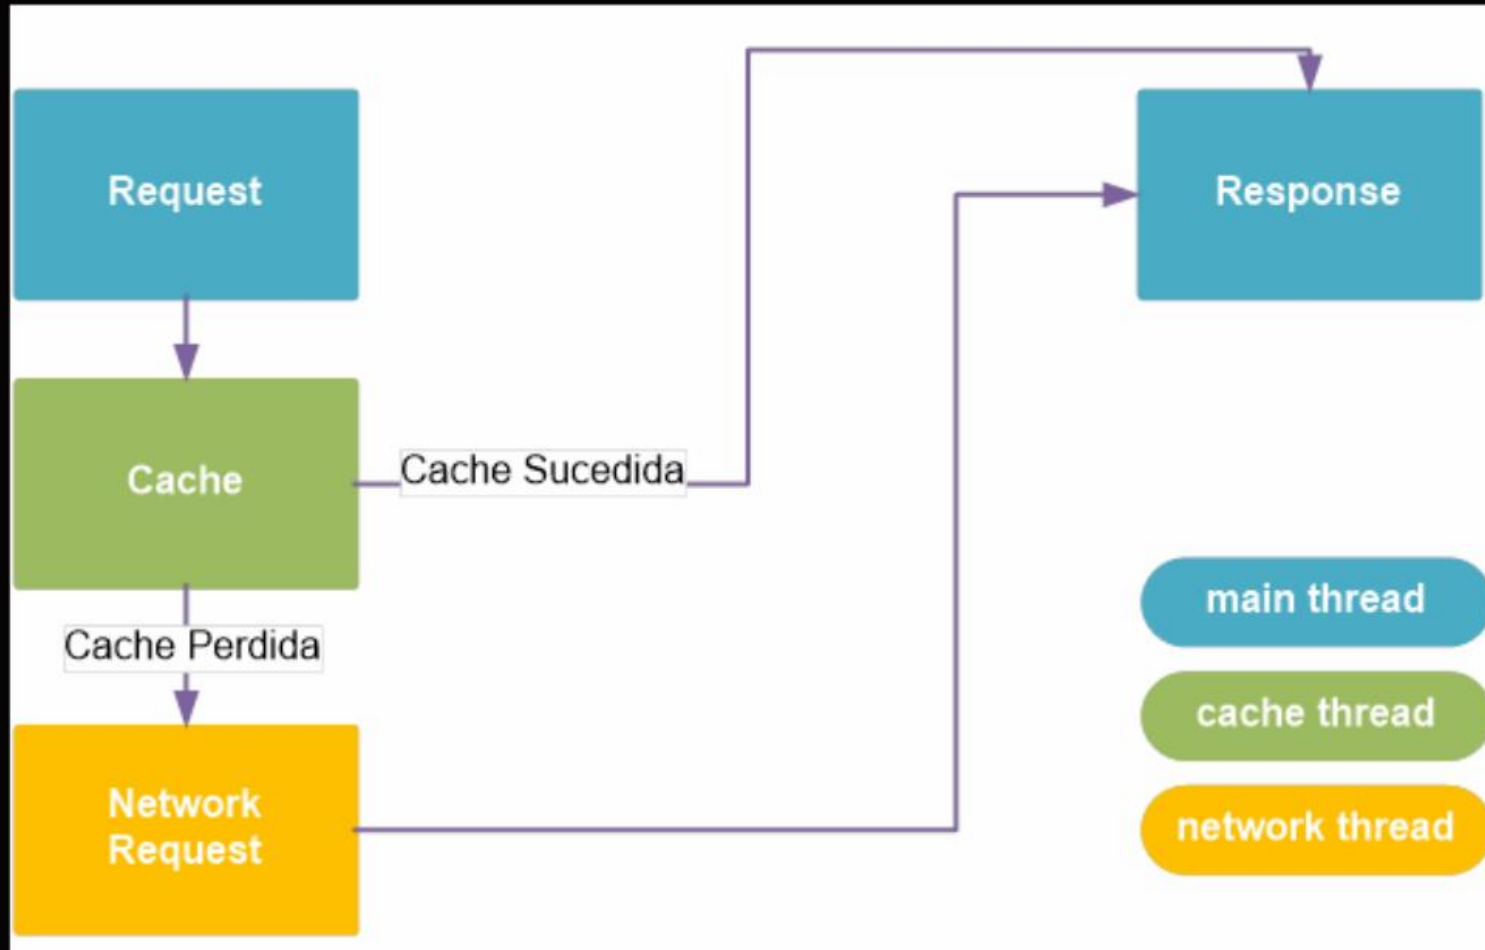 Request
Response
Cache
Cache Sucedida
Cache Perdida
Network
Request
main thread
cache thread
network thread